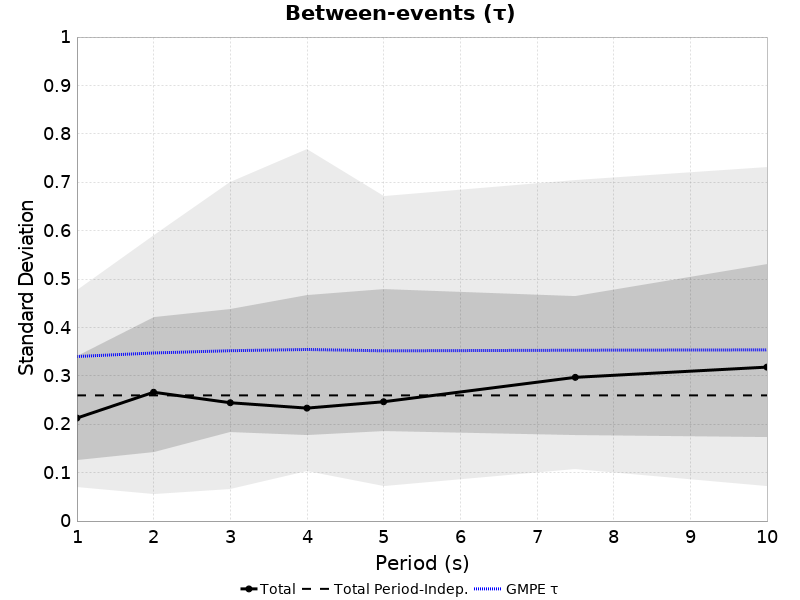 Between-events (τ)
Standard Deviation
1
0.9
0.8
0.7
0.6
0.5
0.4
0.3
0.2
0.1
0
1 2 3 4 5 6 7 8 9 10
Period (s)
Total Total Period-Indep. GMPE τ